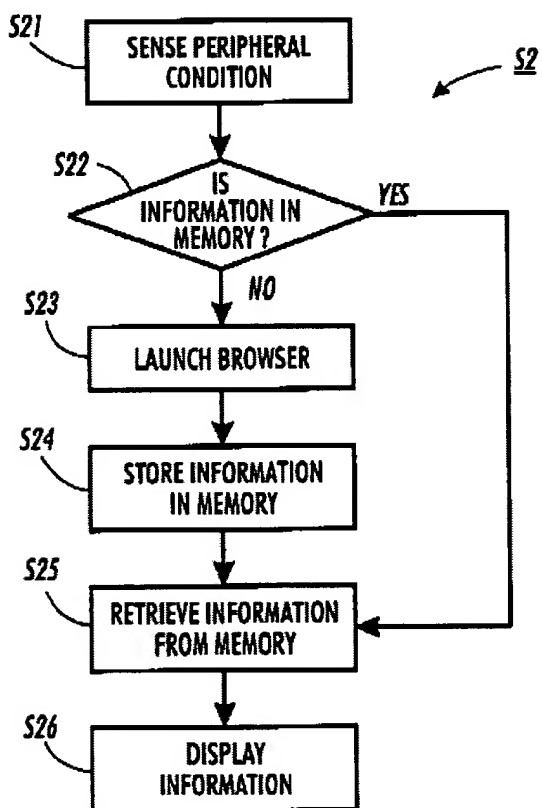 S21
SENSE PERIPHERAL
CONDITION
S2
S22
IS
INFORMATION IN
MEMORY ?
YES
NO
S23
LAUNCH BROWSER
S24
STORE INFORMATION
IN MEMORY
S25
RETRIEVE INFORMATION
FROM MEMORY
S26
DISPLAY
INFORMATION